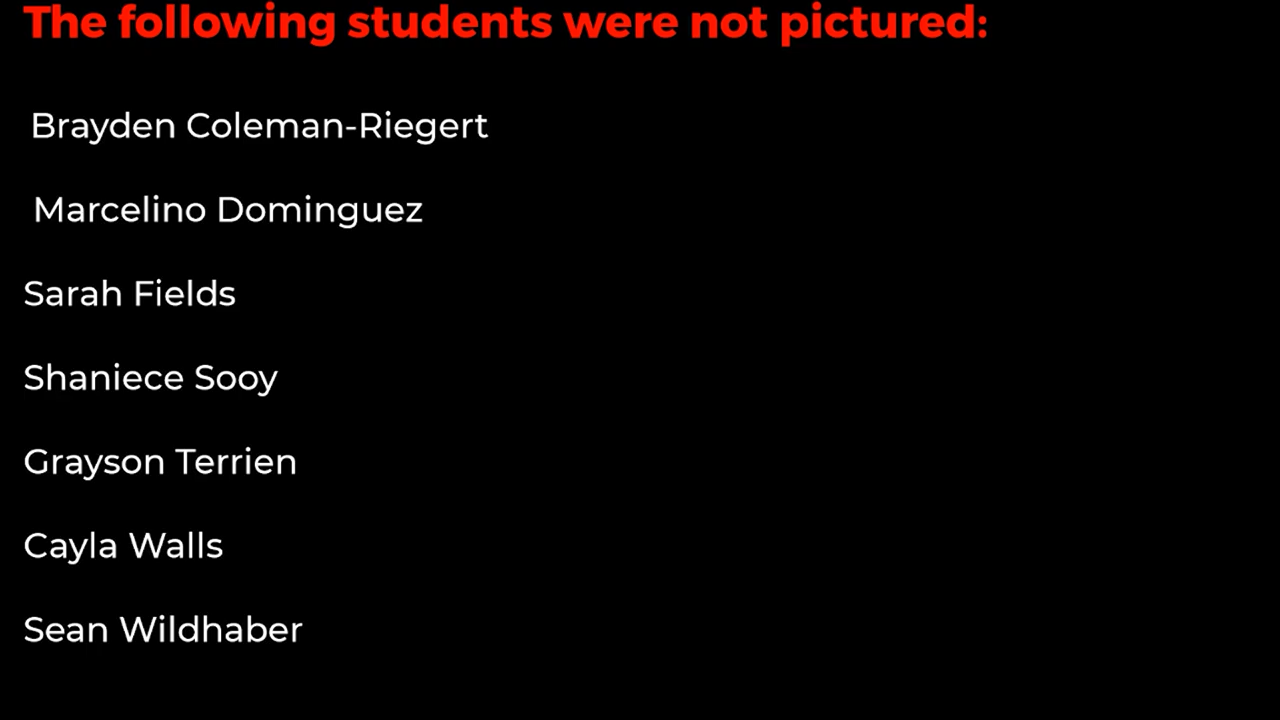 The following students were not pictured:
Brayden Coleman-Riegert
Marcelino Dominguez
Sarah Fields
Shaniece Sooy
Grayson Terrien
Cayla Walls
Sean Wildhaber